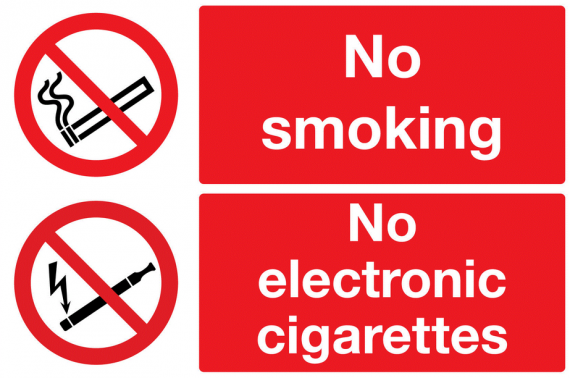 No
smoking
No
electronic
cigarettes